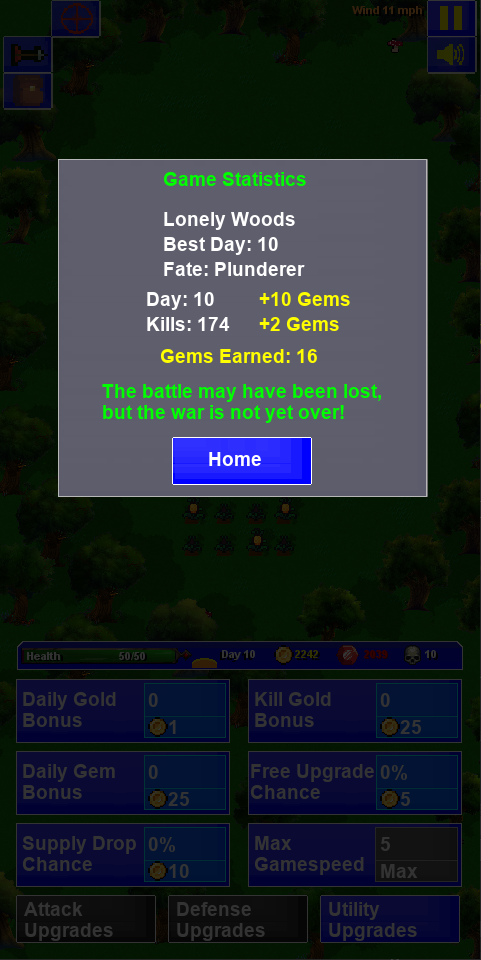 Wind 11 mph
Game Statistics
Lonely Woods
Best Day: 10
Fate: Plunderer
Day: 10 +10 Gems
Kills: 174 +2 Gems
Gems Earned: 16
The battle may have been lost,
but the war is not yet over!
Home
Health 50/50 Day 10 2242 10
Daily Gold
Bonus
0
1
Kill Gold
Bonus
0
25
Daily Gem
Bonus
0
25
Free Upgrade
Chance
0%
5
Supply Drop
Chance
0%
10
Max
Gamespeed
5
Max
Attack
Upgrades
Defense
Upgrades
Utility
Upgrades